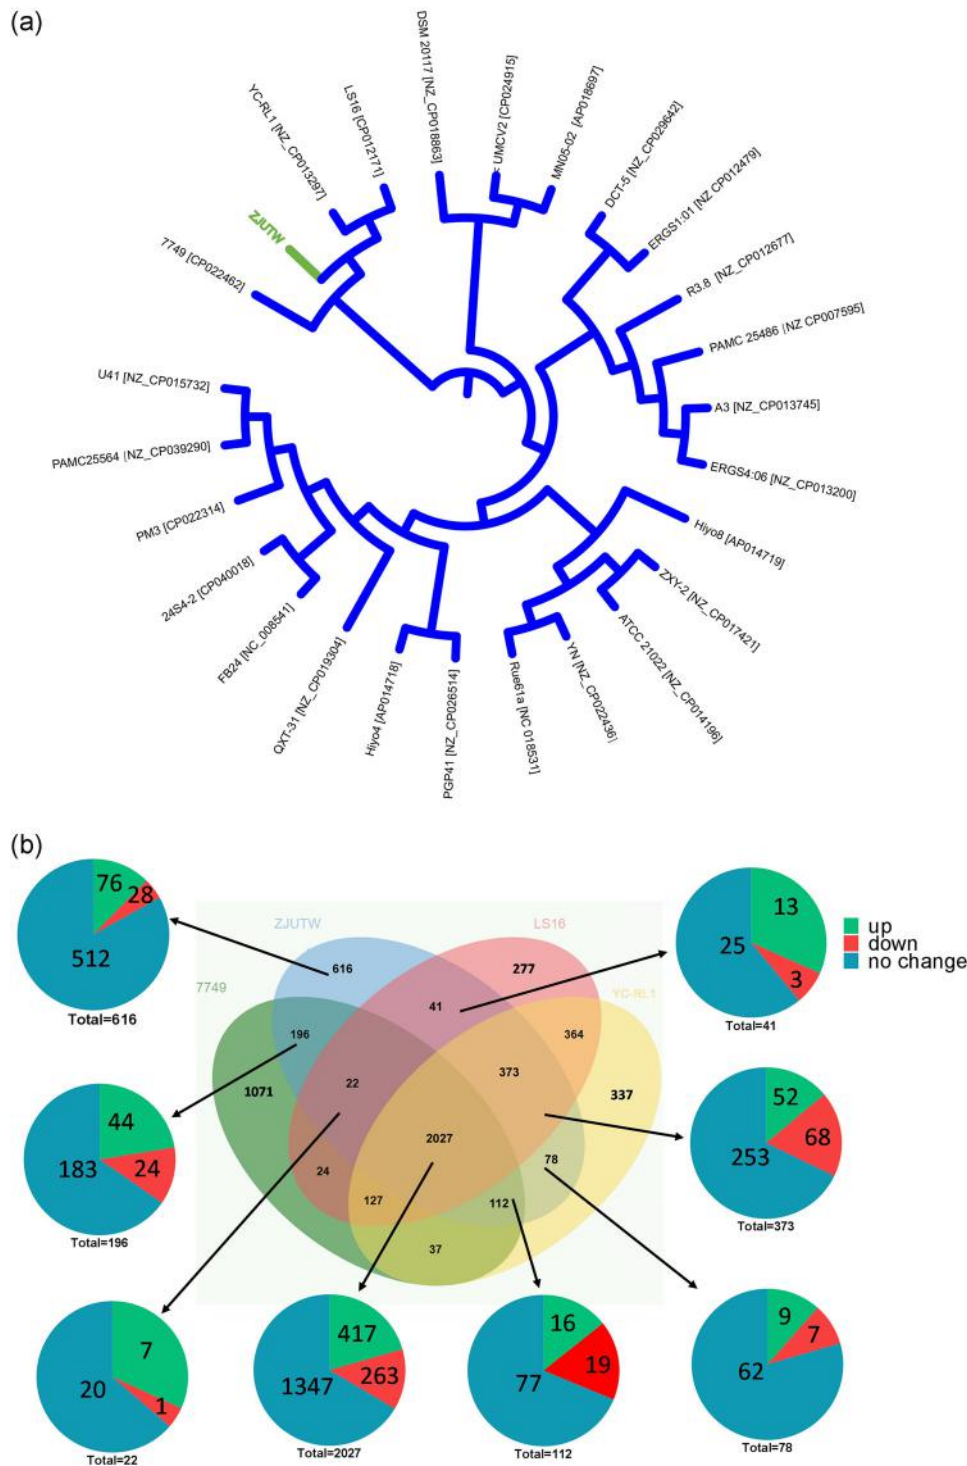 (a)
DSM 20117 [NZ_CP018863]
UMCV2 [CP024915]
MN05-02 [AP018697]
DCT-5 [NZ_CP029642]
ERGS1:01 [NZ CP012479]
R3.8 [NZ_CP012677]
PAMC 25486 [NZ CP007595]
A3 [NZ_CP013745]
ERGS4:06 [NZ_CP013200]
Hiyo8 [AP014719]
ZXY-2 [NZ_CP017421]
ATCC 21022 [NZ_CP014196]
YN [NZ_CP022436]
Rue61a [NC 018531]
PGP41 [NZ_CP026514]
Hiyo4 [AP014718]
QXT-31 [NZ_CP019304]
FB24 [NC_008541]
24S4-2 [CP040018]
PM3 [CP022314]
PAMC25564 [NZ_CP039290]
U41 [NZ_CP015732]
7749 [CP022462]
ZJUTW
YC-RL1 [NZ_CP013297]
LS16 [CP012171]
(b)
76
28
512
Total=616
ZJUTW
LS16
7749
YC-RL1
616
277
41
196
364
1071
22
373
337
2027
24
78
127
112
37
13
25
3
Total=41
up
down
no change
44
183
24
Total=196
52
253
68
Total=373
7
20
1
Total=22
417
1347
263
Total=2027
16
19
77
Total=112
9
7
62
Total=78